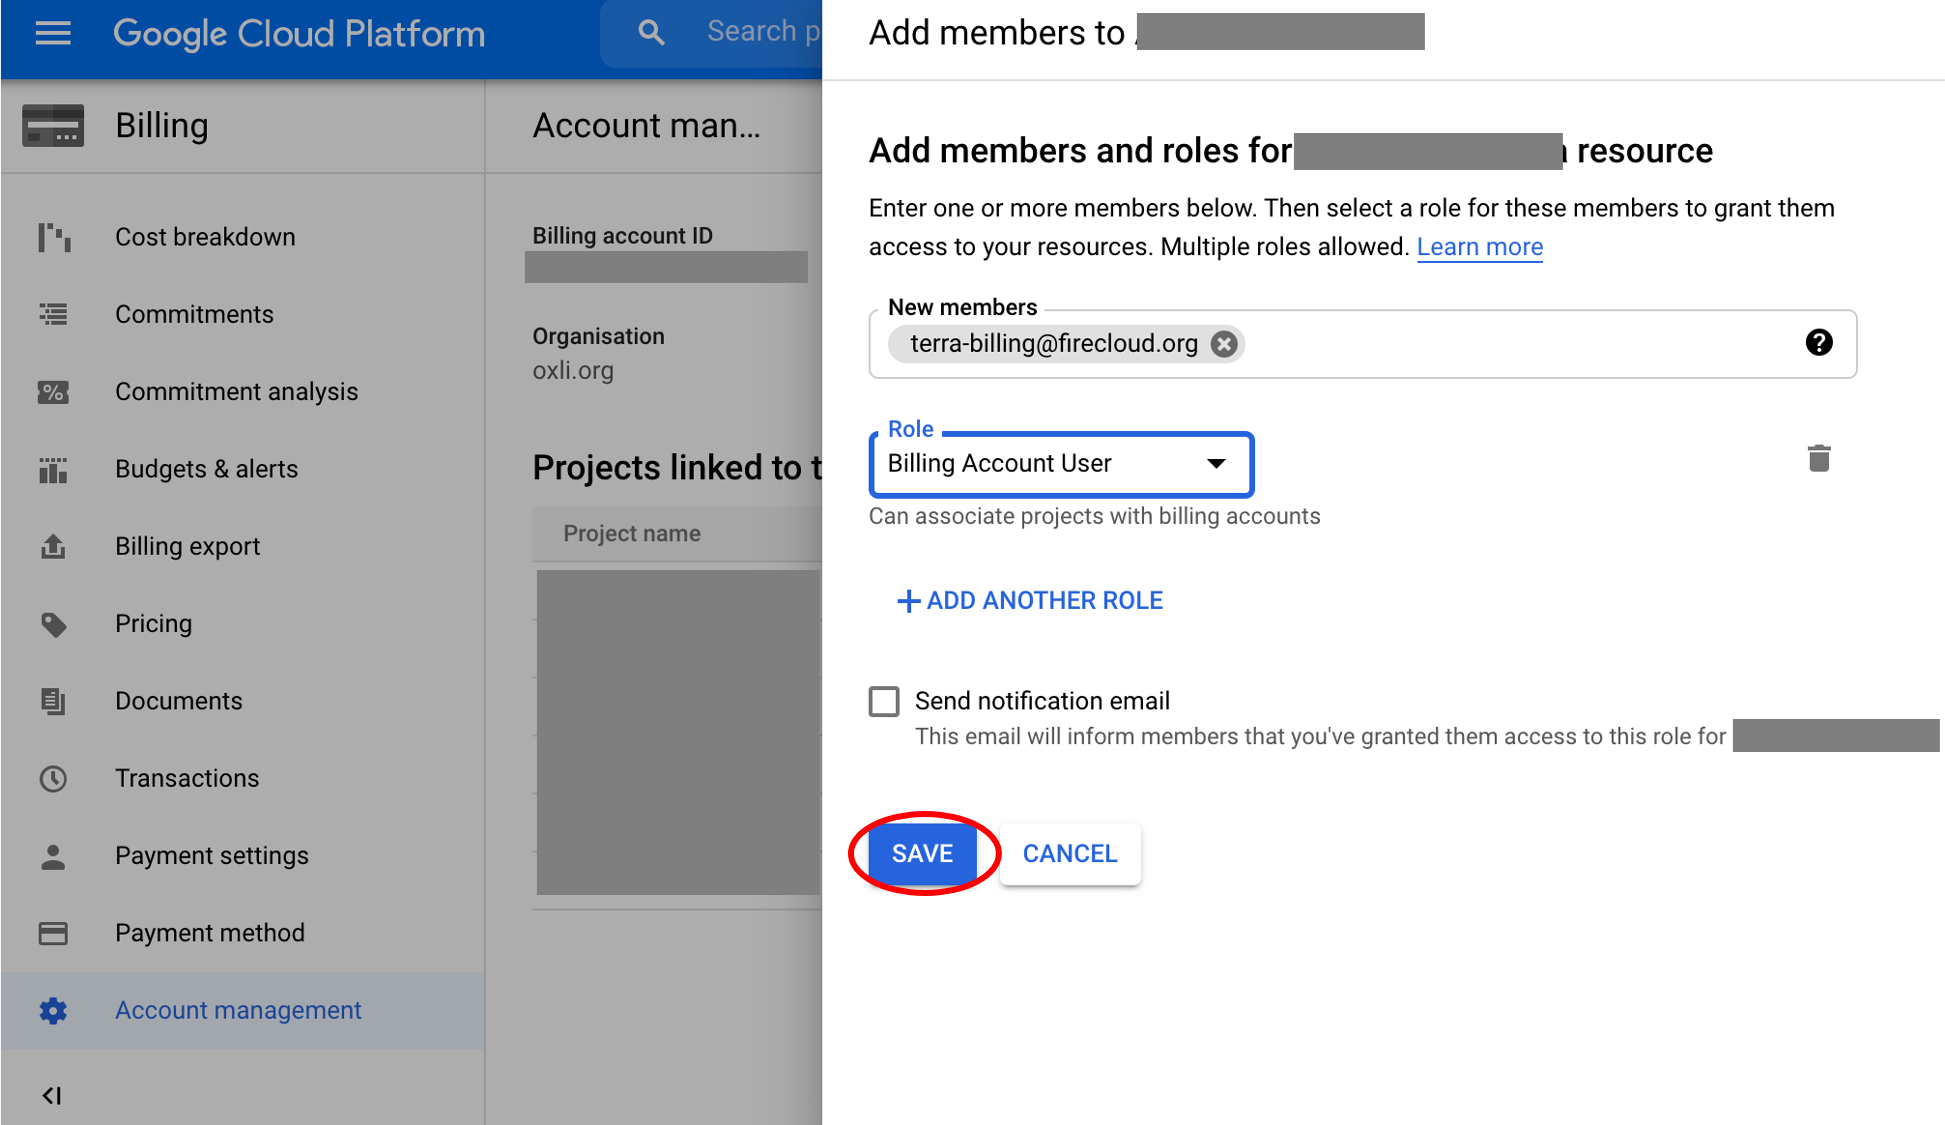 Google Cloud Platform
Search p
Add members to
Billing
Account man...
Add members and roles for resource
Enter one or more members below. Then select a role for these members to grant them
access to your resources. Multiple roles allowed. Learn more
Cost breakdown
Commitments
Commitment analysis
Budgets & alerts
Billing export
Pricing
Documents
Transactions
Payment settings
Payment method
Account management
Billing account ID
Organisation
oxli.org
Projects linked to t
Project name
New members
terra-billing@firecloud.org
Role
Billing Account User
Can associate projects with billing accounts
ADD ANOTHER ROLE
Send notification email
This email will inform members that you've granted them access to this role for
SAVE
CANCEL